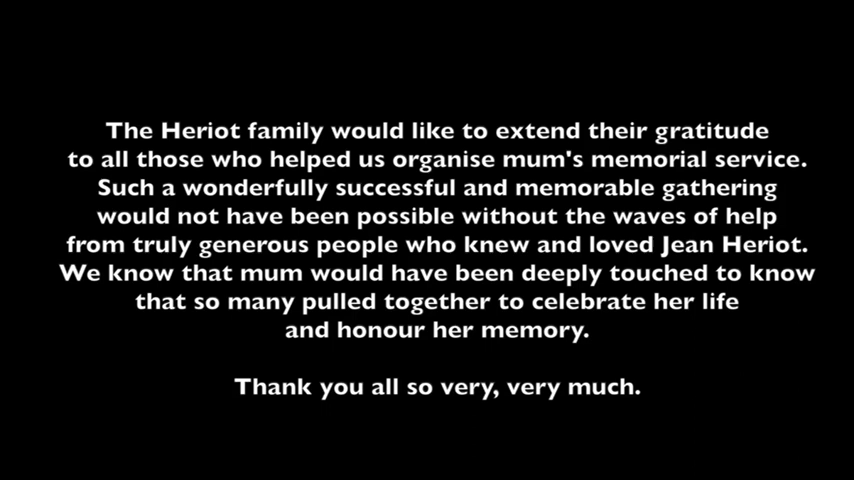 The Heriot family would like to extend their gratitude
to all those who helped us organise mum's memorial service.
Such a wonderfully successful and memorable gathering
would not have been possible without the waves of help
from truly generous people who knew and loved Jean Heriot.
We know that mum would have been deeply touched to know
that so many pulled together to celebrate her life
and honour her memory.
Thank you all so very, very much.